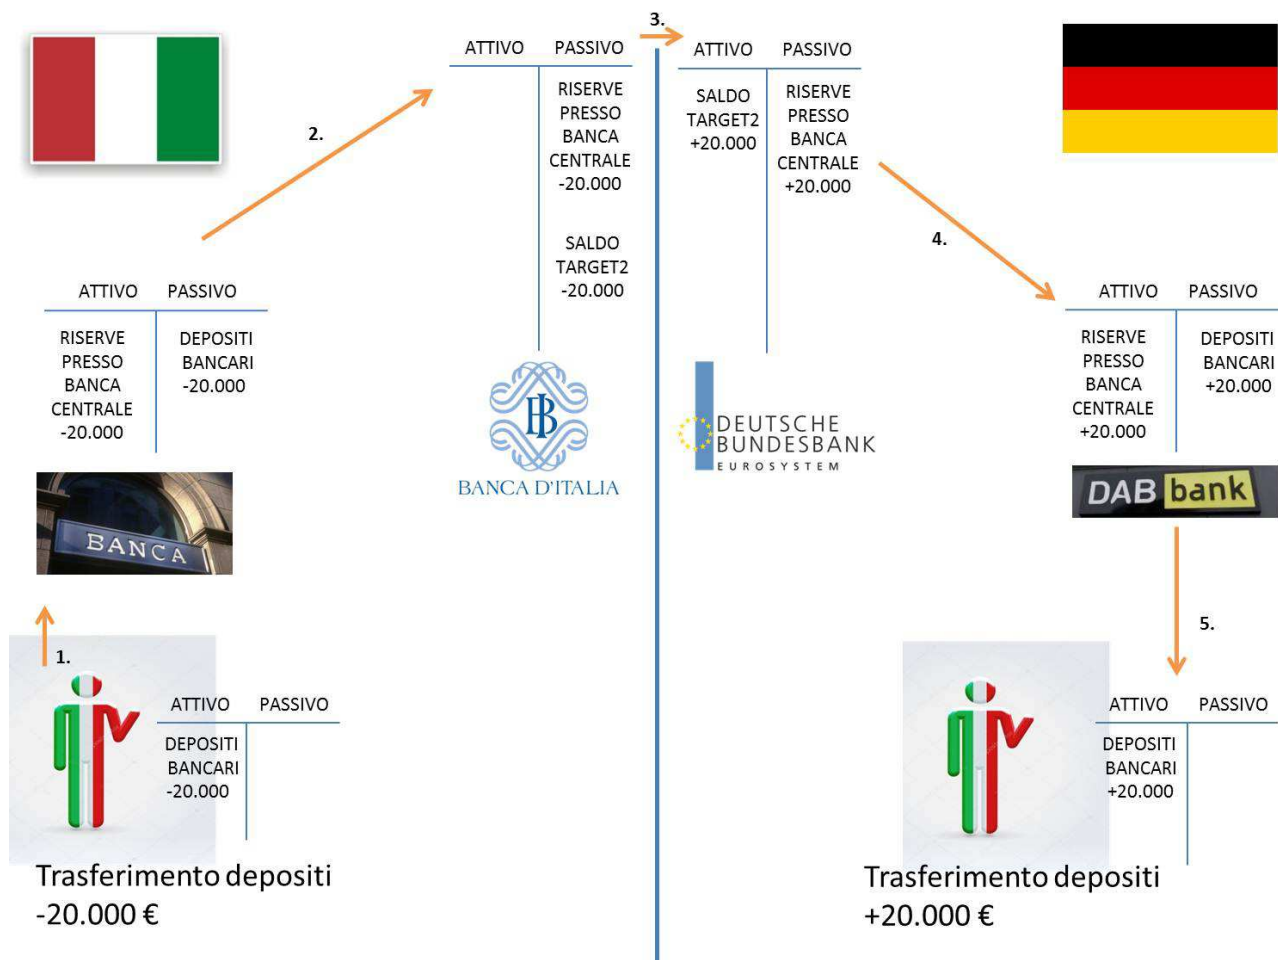 3.
ATTIVO PASSIVO
RISERVE
PRESSO
BANCA
CENTRALE
-20.000
SALDO
TARGET2
-20.000
BANCA D'ITALIA
ATTIVO PASSIVO
SALDO
TARGET2
+20.000
RISERVE
PRESSO
BANCA
CENTRALE
+20.000
DEUTSCHE
BUNDESBANK
EUROSYSTEM
2.
4.
ATTIVO PASSIVO
RISERVE
PRESSO
BANCA
CENTRALE
-20.000
DEPOSITI
BANCARI
-20.000
BANCA
ATTIVO PASSIVO
RISERVE
PRESSO
BANCA
CENTRALE
+20.000
DEPOSITI
BANCARI
+20.000
DAB bank
1.
ATTIVO PASSIVO
DEPOSITI
BANCARI
-20.000
Trasferimento depositi
-20.000 €
5.
ATTIVO PASSIVO
DEPOSITI
BANCARI
+20.000
Trasferimento depositi
+20.000 €